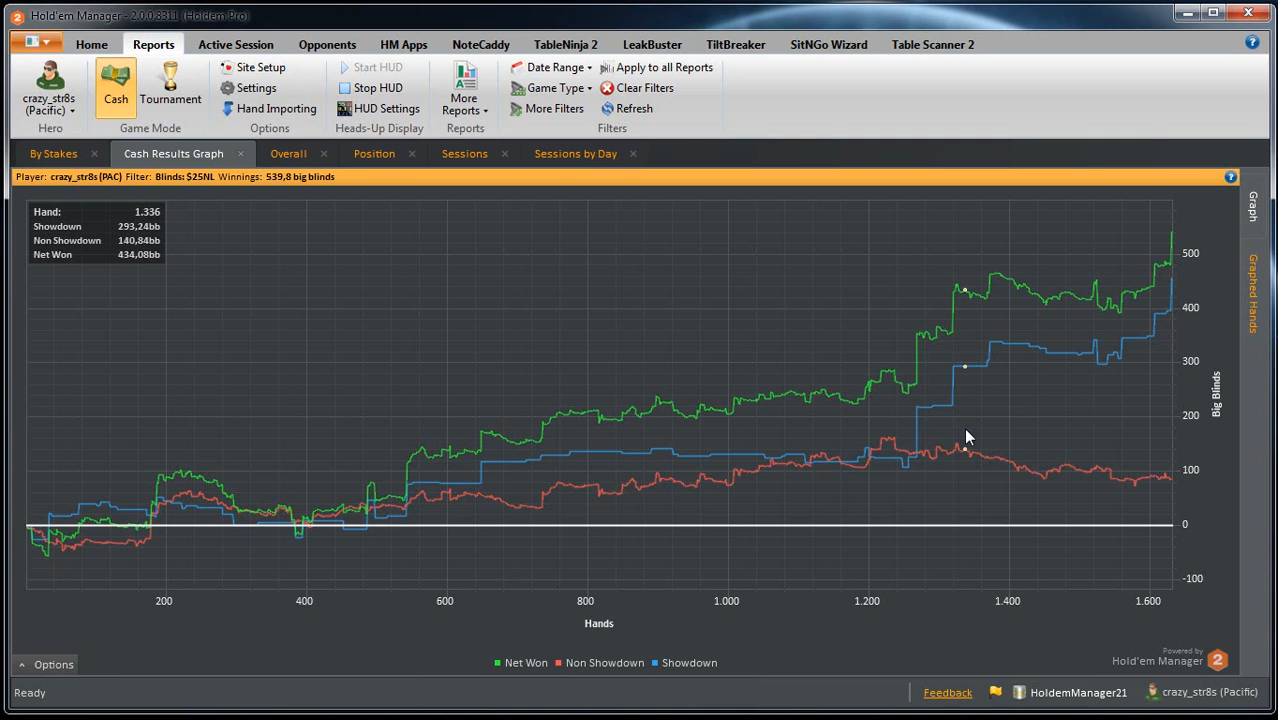 2 Hold'em Manager - 2.0.0.8311 (Holdem Pro)
Home Reports Active Session Opponents HM Apps NoteCaddy TableNinja 2 LeakBuster TiltBreaker SitNGo Wizard Table Scanner 2 ?
crazy_str8s (Pacific)
Hero
Cash Tournament
Game Mode
Site Setup
Settings
Hand Importing
Options
Start HUD
Stop HUD
HUD Settings
Heads-Up Display
More Reports
Reports
Date Range Apply to all Reports
Game Type Clear Filters
More Filters Refresh
Filters
By Stakes × Cash Results Graph × Overall × Position × Sessions × Sessions by Day ×
Player: crazy_str8s (PAC) Filter: Blinds: $25NL Winnings: 539,8 big blinds ?
Hand: 1.336
Showdown 293,24bb
Non Showdown 140,84bb
Net Won 434,08bb
Graph
Graphed Hands
500
400
300
200
100
0
-100
Big Blinds
200 400 600 800 1.000 1.200 1.400 1.600
Hands
Net Won Non Showdown Showdown
Options
Powered by
Hold'em Manager 2
Ready Feedback HoldemManager21 crazy_str8s (Pacific)